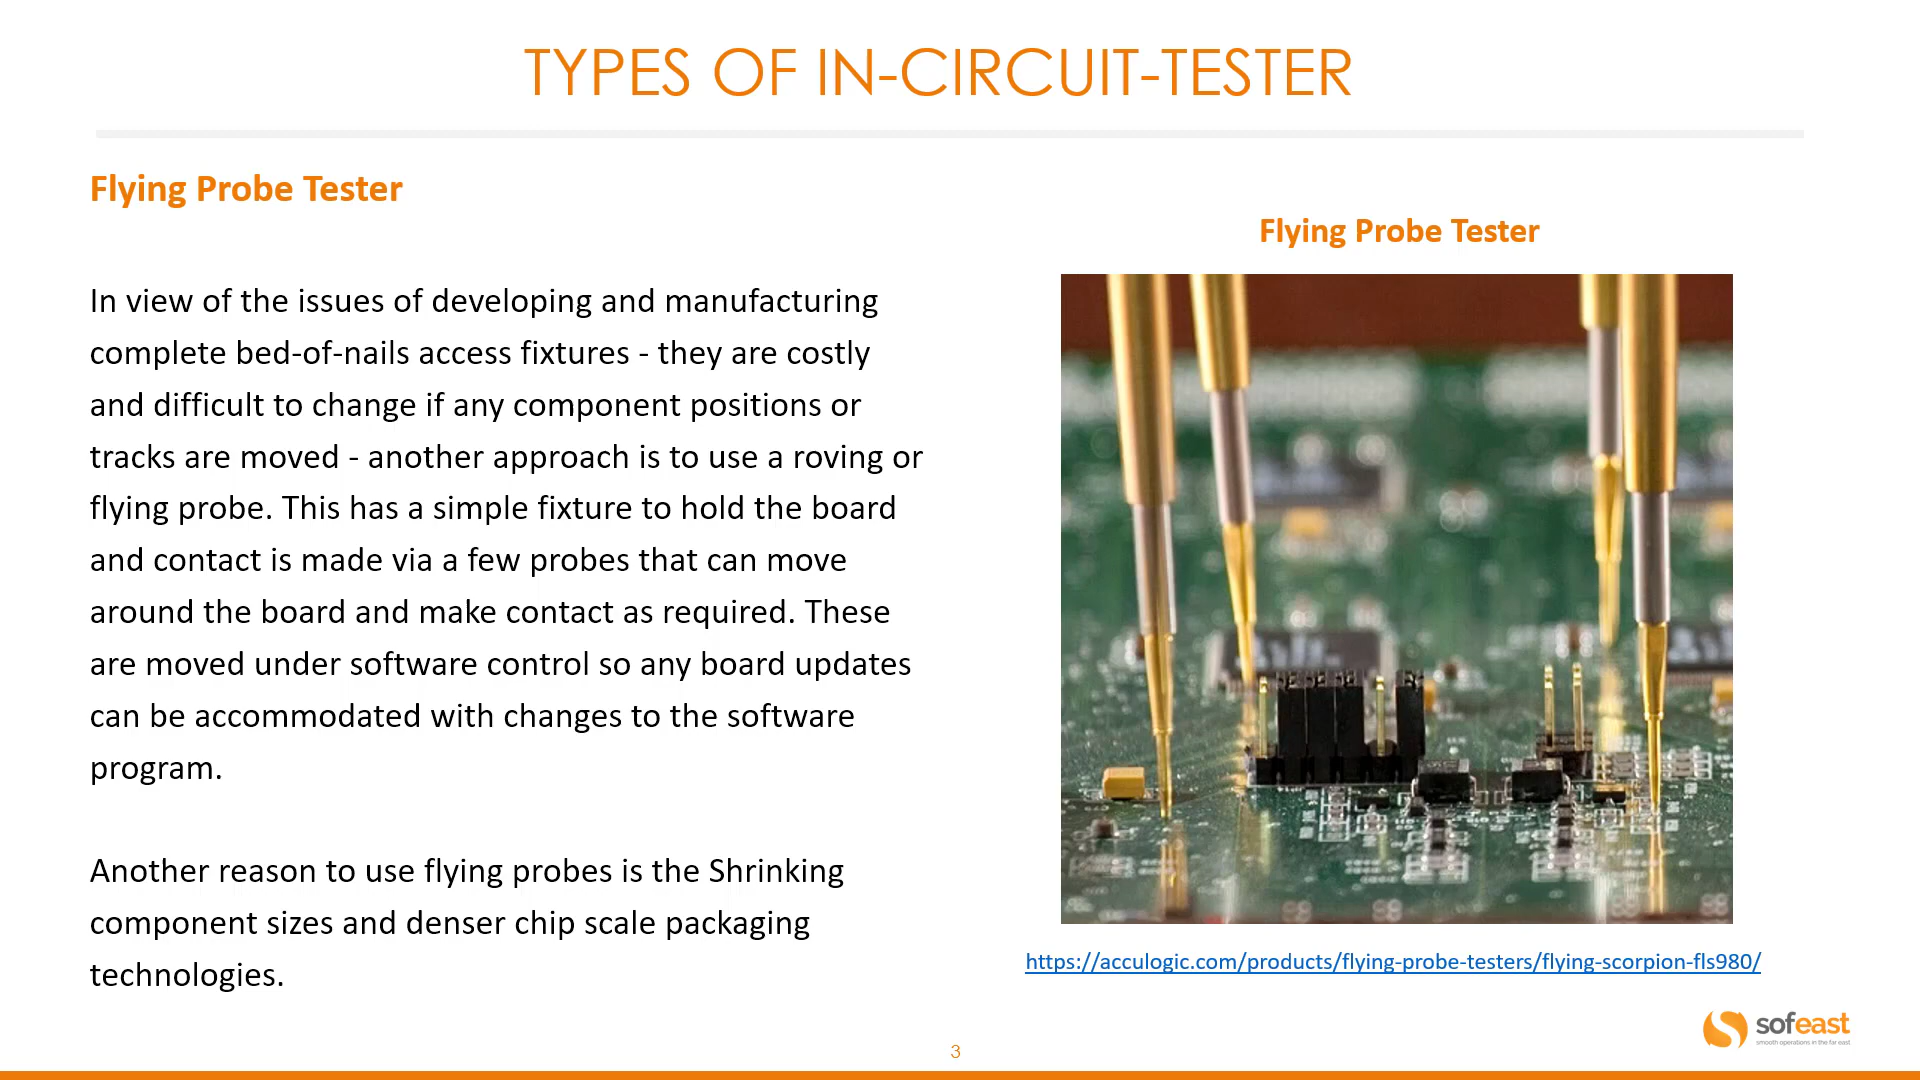 TYPES OF IN-CIRCUIT-TESTER
Flying Probe Tester
In view of the issues of developing and manufacturing
complete bed-of-nails access fixtures - they are costly
and difficult to change if any component positions or
tracks are moved - another approach is to use a roving or
flying probe. This has a simple fixture to hold the board
and contact is made via a few probes that can move
around the board and make contact as required. These
are moved under software control so any board updates
can be accommodated with changes to the software
program.
Another reason to use flying probes is the Shrinking
component sizes and denser chip scale packaging
technologies.
Flying Probe Tester
https://acculogic.com/products/flying-probe-testers/flying-scorpion-fls980/
sofeast
smooth operations in the far east
3